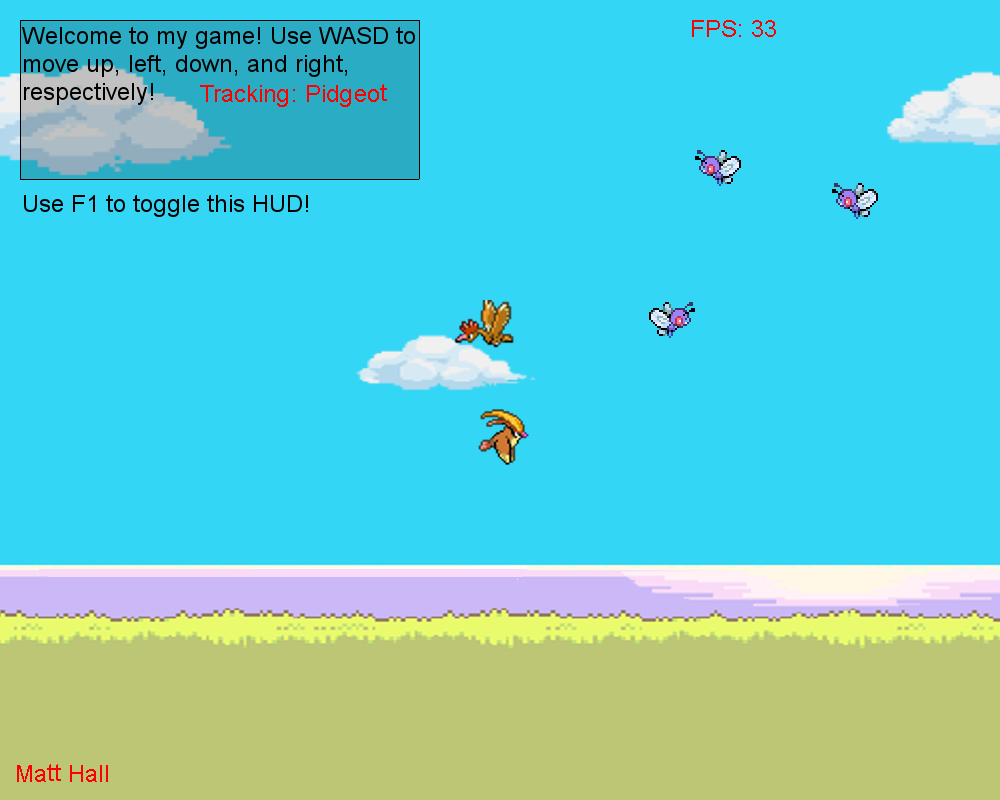 Welcome to my game! Use WASD to
move up, left, down, and right,
respectively!
Tracking: Pidgeot
Use F1 to toggle this HUD!
FPS: 33
Matt Hall